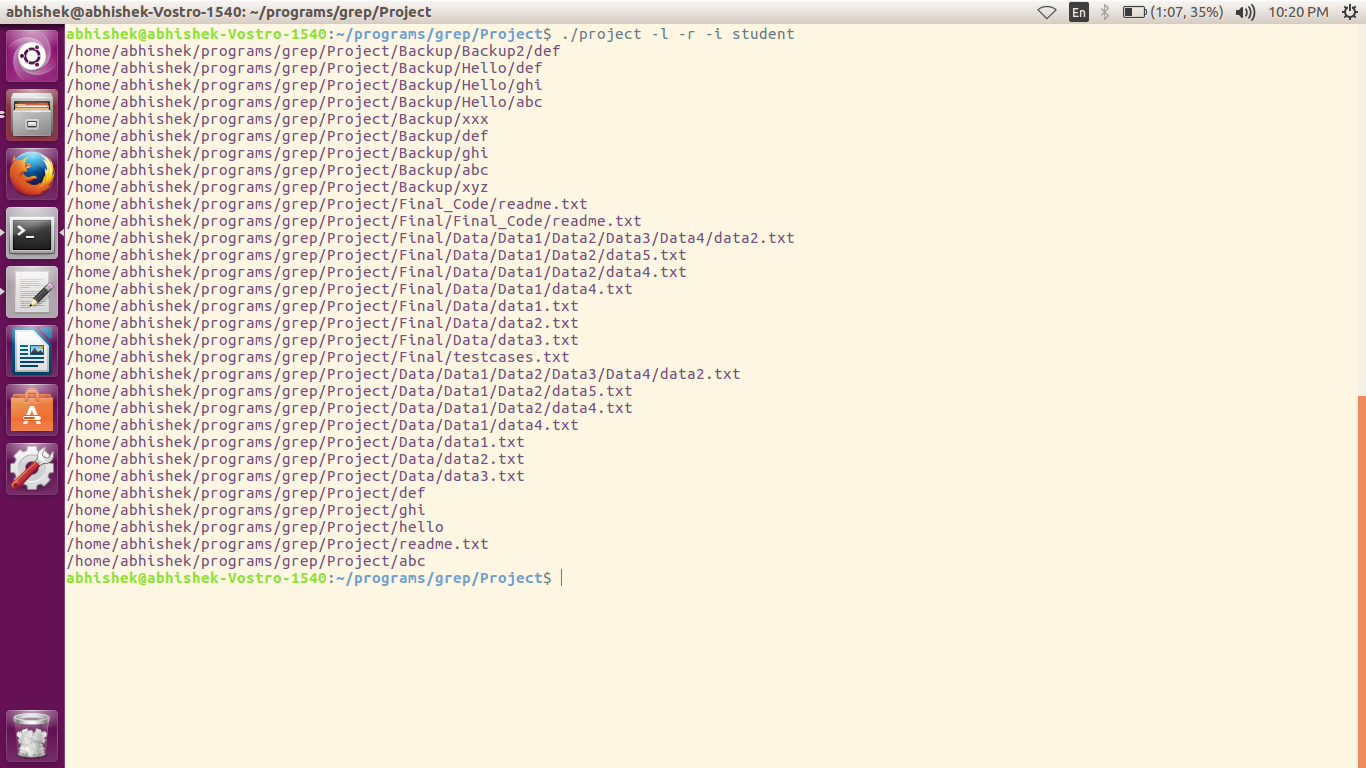 abhishek@abhishek-Vostro-1540: ~/programs/grep/Project En (1:07, 35%) 10:20 PM
abhishek@abhishek-Vostro-1540:~/programs/grep/Project$ ./project -l -r -i student
/home/abhishek/programs/grep/Project/Backup/Backup2/def
/home/abhishek/programs/grep/Project/Backup/Hello/def
/home/abhishek/programs/grep/Project/Backup/Hello/ghi
/home/abhishek/programs/grep/Project/Backup/Hello/abc
/home/abhishek/programs/grep/Project/Backup/xxx
/home/abhishek/programs/grep/Project/Backup/def
/home/abhishek/programs/grep/Project/Backup/ghi
/home/abhishek/programs/grep/Project/Backup/abc
/home/abhishek/programs/grep/Project/Backup/xyz
/home/abhishek/programs/grep/Project/Final_Code/readme.txt
/home/abhishek/programs/grep/Project/Final/Final_Code/readme.txt
/home/abhishek/programs/grep/Project/Final/Data/Data1/Data2/Data3/Data4/data2.txt
/home/abhishek/programs/grep/Project/Final/Data/Data1/Data2/data5.txt
/home/abhishek/programs/grep/Project/Final/Data/Data1/Data2/data4.txt
/home/abhishek/programs/grep/Project/Final/Data/Data1/data4.txt
/home/abhishek/programs/grep/Project/Final/Data/data1.txt
/home/abhishek/programs/grep/Project/Final/Data/data2.txt
/home/abhishek/programs/grep/Project/Final/Data/data3.txt
/home/abhishek/programs/grep/Project/Final/testcases.txt
/home/abhishek/programs/grep/Project/Data/Data1/Data2/Data3/Data4/data2.txt
/home/abhishek/programs/grep/Project/Data/Data1/Data2/data5.txt
/home/abhishek/programs/grep/Project/Data/Data1/Data2/data4.txt
/home/abhishek/programs/grep/Project/Data/Data1/data4.txt
/home/abhishek/programs/grep/Project/Data/data1.txt
/home/abhishek/programs/grep/Project/Data/data2.txt
/home/abhishek/programs/grep/Project/Data/data3.txt
/home/abhishek/programs/grep/Project/def
/home/abhishek/programs/grep/Project/ghi
/home/abhishek/programs/grep/Project/hello
/home/abhishek/programs/grep/Project/readme.txt
/home/abhishek/programs/grep/Project/abc
abhishek@abhishek-Vostro-1540:~/programs/grep/Project$